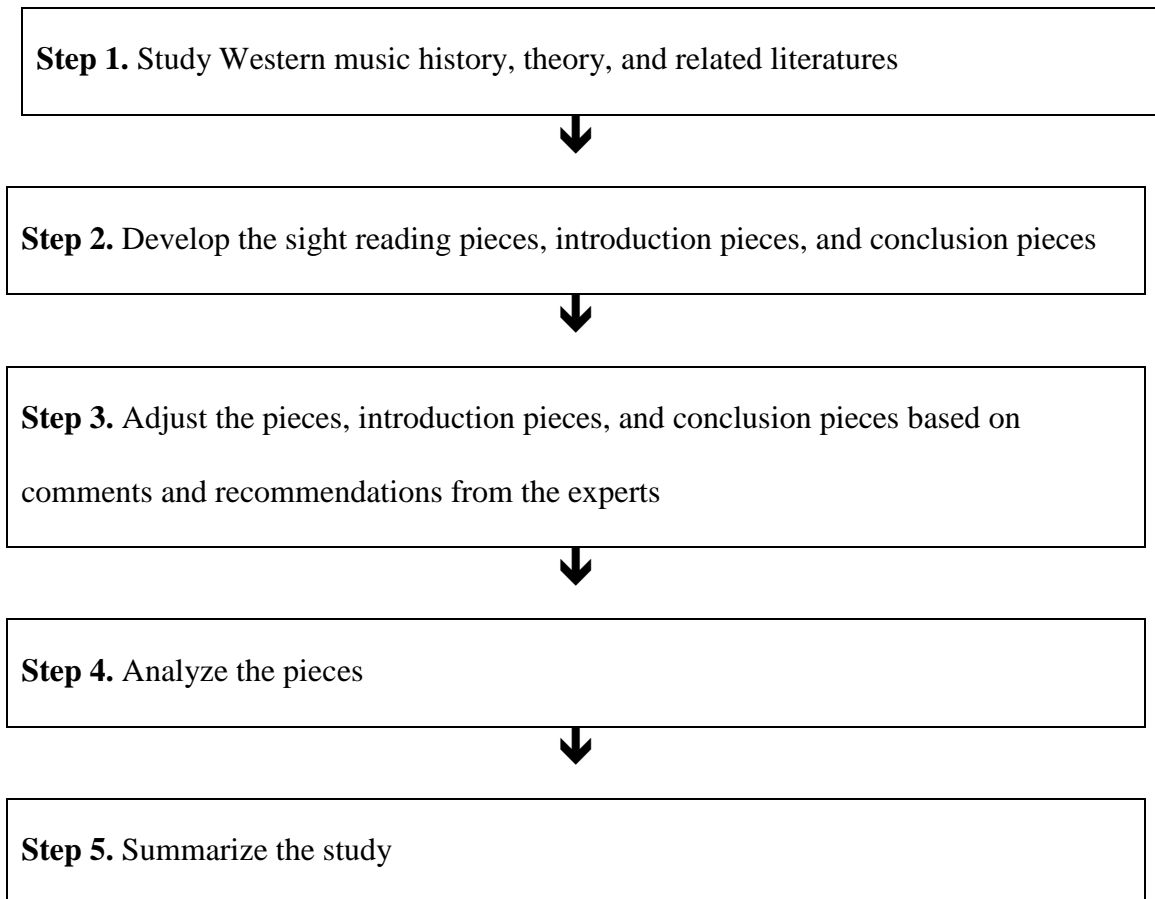 Step 1. Study Western music history, theory, and related literatures
Step 2. Develop the sight reading pieces, introduction pieces, and conclusion pieces
Step 3. Adjust the pieces, introduction pieces, and conclusion pieces based on
comments and recommendations from the experts
Step 4. Analyze the pieces
Step 5. Summarize the study